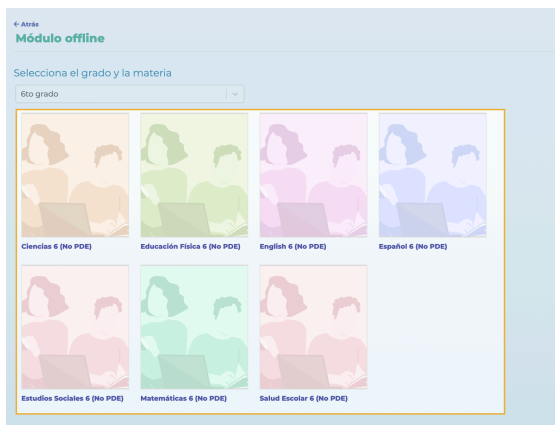 ← Atrás
Módulo offline
Selecciona el grado y la materia
6to grado
Ciencias 6 (No PDE)
Educación Física 6 (No PDE)
English 6 (No PDE)
Español 6 (No PDE)
Estudios Sociales 6 (No PDE)
Matemáticas 6 (No PDE)
Salud Escolar 6 (No PDE)